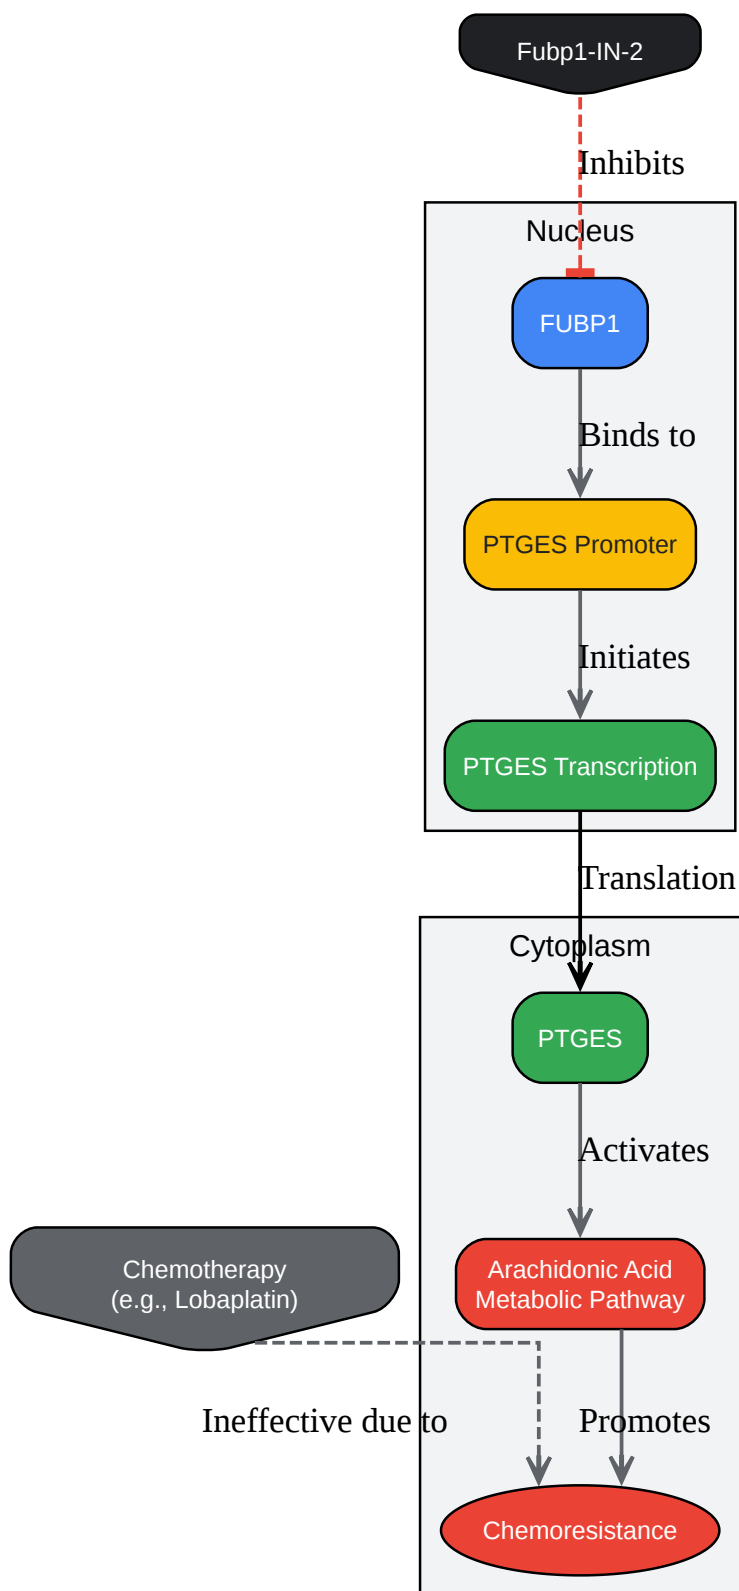 Fubp1-IN-2
Inhibits
Nucleus
FUBP1
Binds to
PTGES Promoter
Initiates
PTGES Transcription
Translation
Cytoplasm
PTGES
Activates
Chemotherapy
(e.g., Lobaplatin)
Arachidonic Acid
Metabolic Pathway
Ineffective due to
Promotes
Chemoresistance